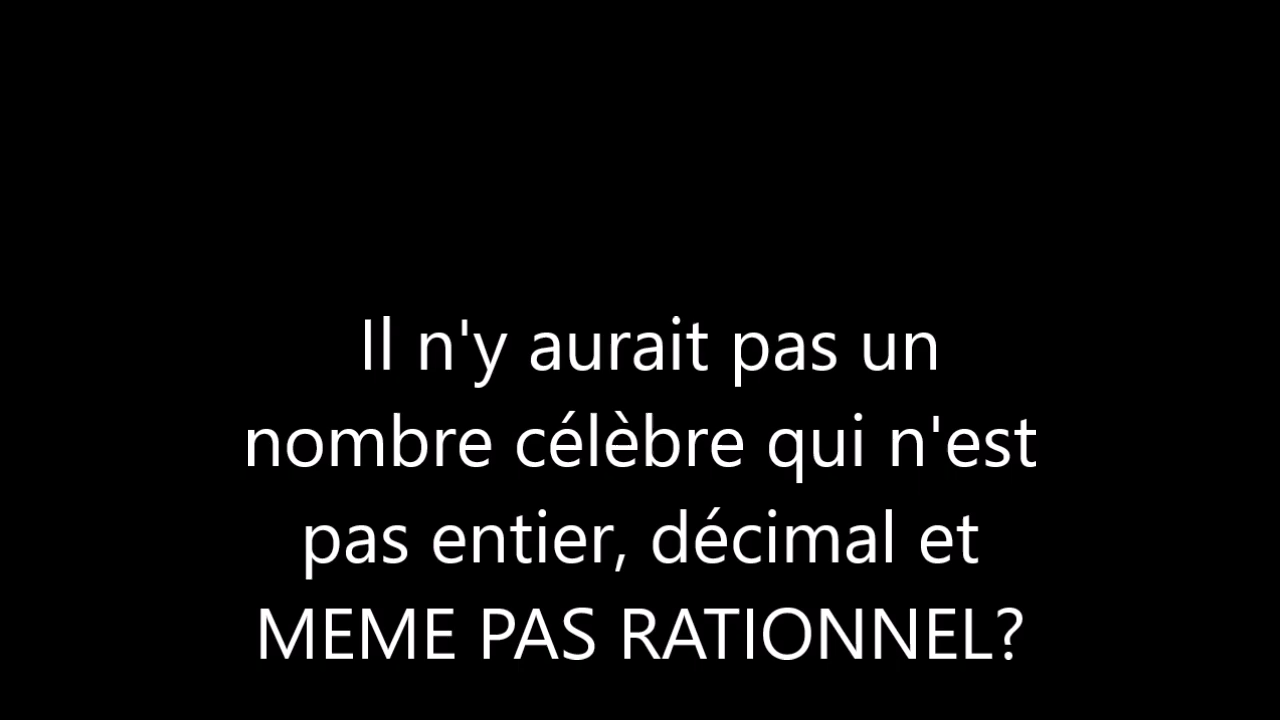 Il n'y aurait pas un
nombre célèbre qui n'est
pas entier, décimal et
MEME PAS RATIONNEL?